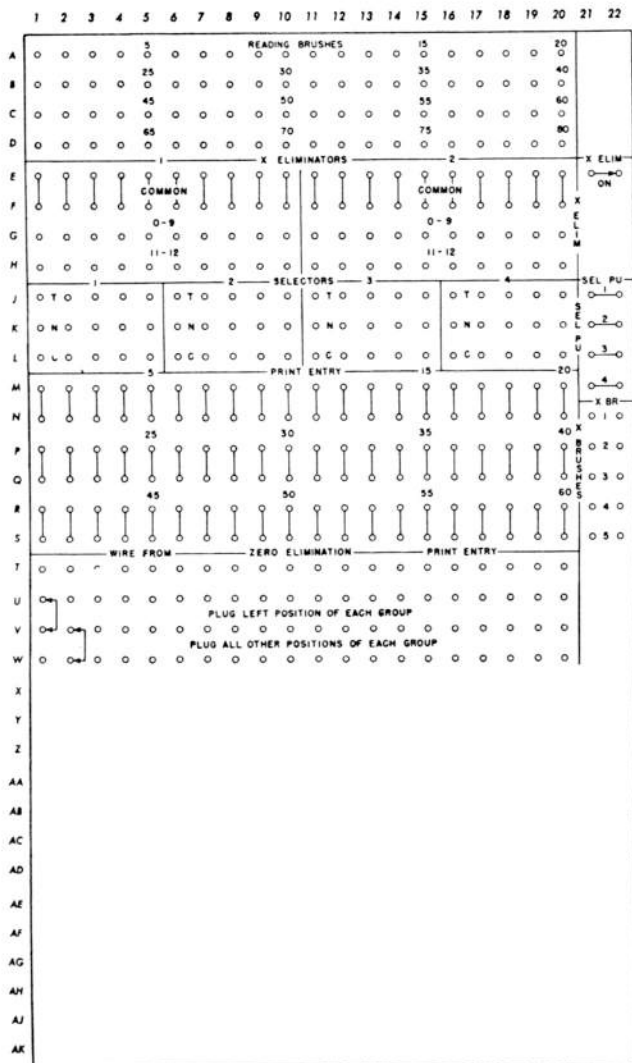 1 2 3 4 5 6 7 8 9 10 11 12 13 14 15 16 17 18 19 20 21 22
5 READING BRUSHES 15 20
A
25 30 35 40
B
45 50 55 60
C
65 70 75 80
D
1 X ELIMINATORS 2 X ELIM
E
ON
COMMON COMMON
F
0-9 0-9
X ELIM
G
11-12 11-12
H
1 2 SELECTORS 3 4 SEL PU
J T T T T 1
K N N N N 2
SEL PU
L C C C C 3
5 PRINT ENTRY 15 20
M 4
X BR
N 1
25 30 35 40
X BRUSHES
P 2
Q 3
45 50 55 60
R 4
S 5
WIRE FROM ZERO ELIMINATION PRINT ENTRY
T
U
PLUG LEFT POSITION OF EACH GROUP
V
PLUG ALL OTHER POSITIONS OF EACH GROUP
W
X
Y
Z
AA
AB
AC
AD
AE
AF
AG
AH
AJ
AK